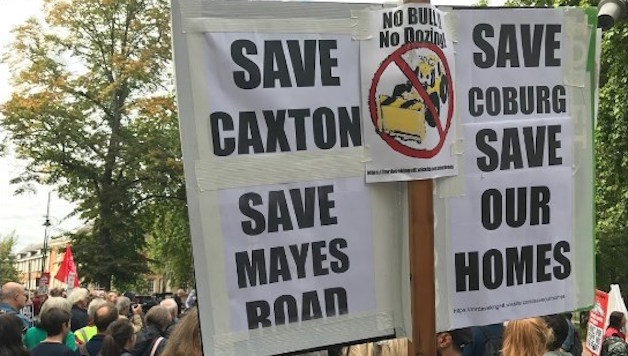 SAVE
CAXTON
SAVE
MAYES
ROAD
NO BULL
No Dozing!
SAVE
COBURG
SAVE
OUR
HOMES